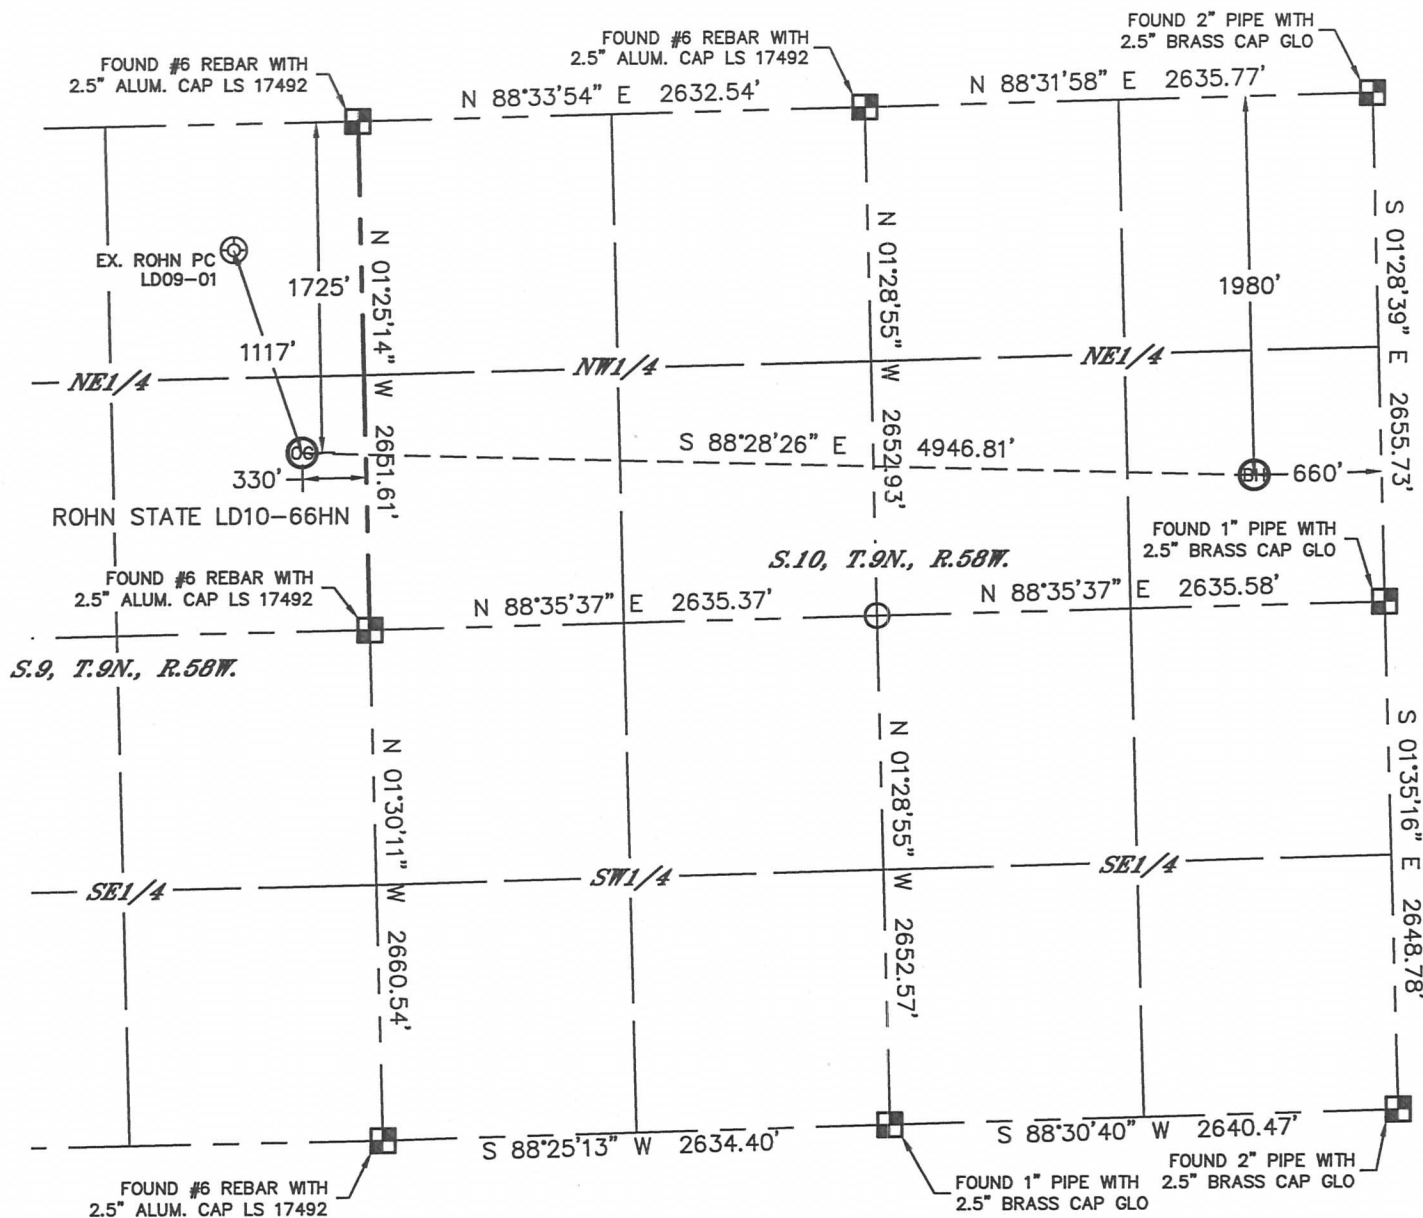 FOUND 2" PIPE WITH
2.5" BRASS CAP GLO
FOUND #6 REBAR WITH
2.5" ALUM. CAP LS 17492
FOUND #6 REBAR WITH
2.5" ALUM. CAP LS 17492
N 88°33'54" E 2632.54'
N 88°31'58" E 2635.77'
EX. ROHN PC
LD09-01
1725'
N 01°25'14" W 2651.61'
N 01°28'55" W 2652.93'
1980'
S 01°28'39" E 2655.73'
1117'
NE1/4
NW1/4
NE1/4
OG
S 88°28'26" E 4946.81'
BH
660'
330'
ROHN STATE LD10-66HN
FOUND 1" PIPE WITH
2.5" BRASS CAP GLO
S.10, T.9N., R.58W.
FOUND #6 REBAR WITH
2.5" ALUM. CAP LS 17492
N 88°35'37" E 2635.37'
N 88°35'37" E 2635.58'
S.9, T.9N., R.58W.
N 01°30'11" W 2660.54'
N 01°28'55" W 2652.57'
S 01°35'16" E 2648.78'
SE1/4
SW1/4
SE1/4
S 88°25'13" W 2634.40'
S 88°30'40" W 2640.47'
FOUND #6 REBAR WITH
2.5" ALUM. CAP LS 17492
FOUND 1" PIPE WITH
2.5" BRASS CAP GLO
FOUND 2" PIPE WITH
2.5" BRASS CAP GLO